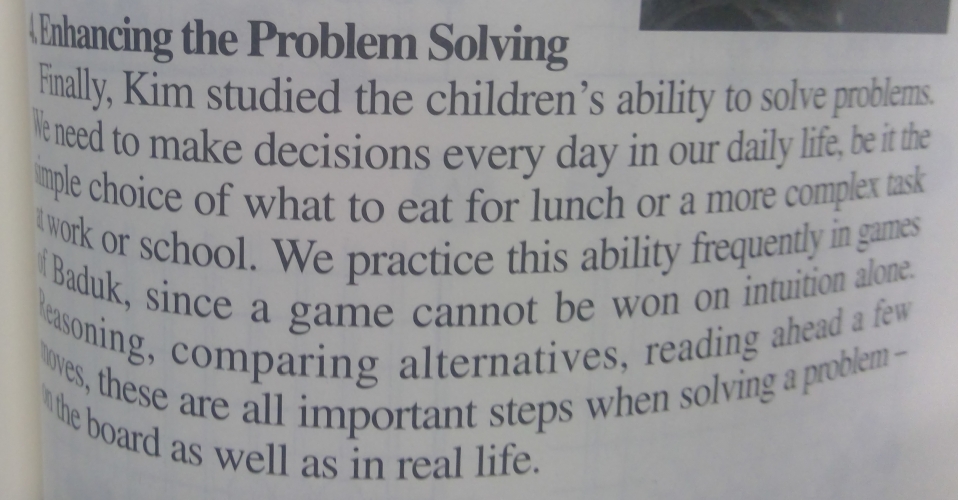 4. Enhancing the Problem Solving
Finally, Kim studied the children's ability to solve problems.
We need to make decisions every day in our daily life, be it the
simple choice of what to eat for lunch or a more complex task
at work or school. We practice this ability frequently in games
of Baduk, since a game cannot be won on intuition alone.
Reasoning, comparing alternatives, reading ahead a few
moves, these are all important steps when solving a problem –
on the board as well as in real life.